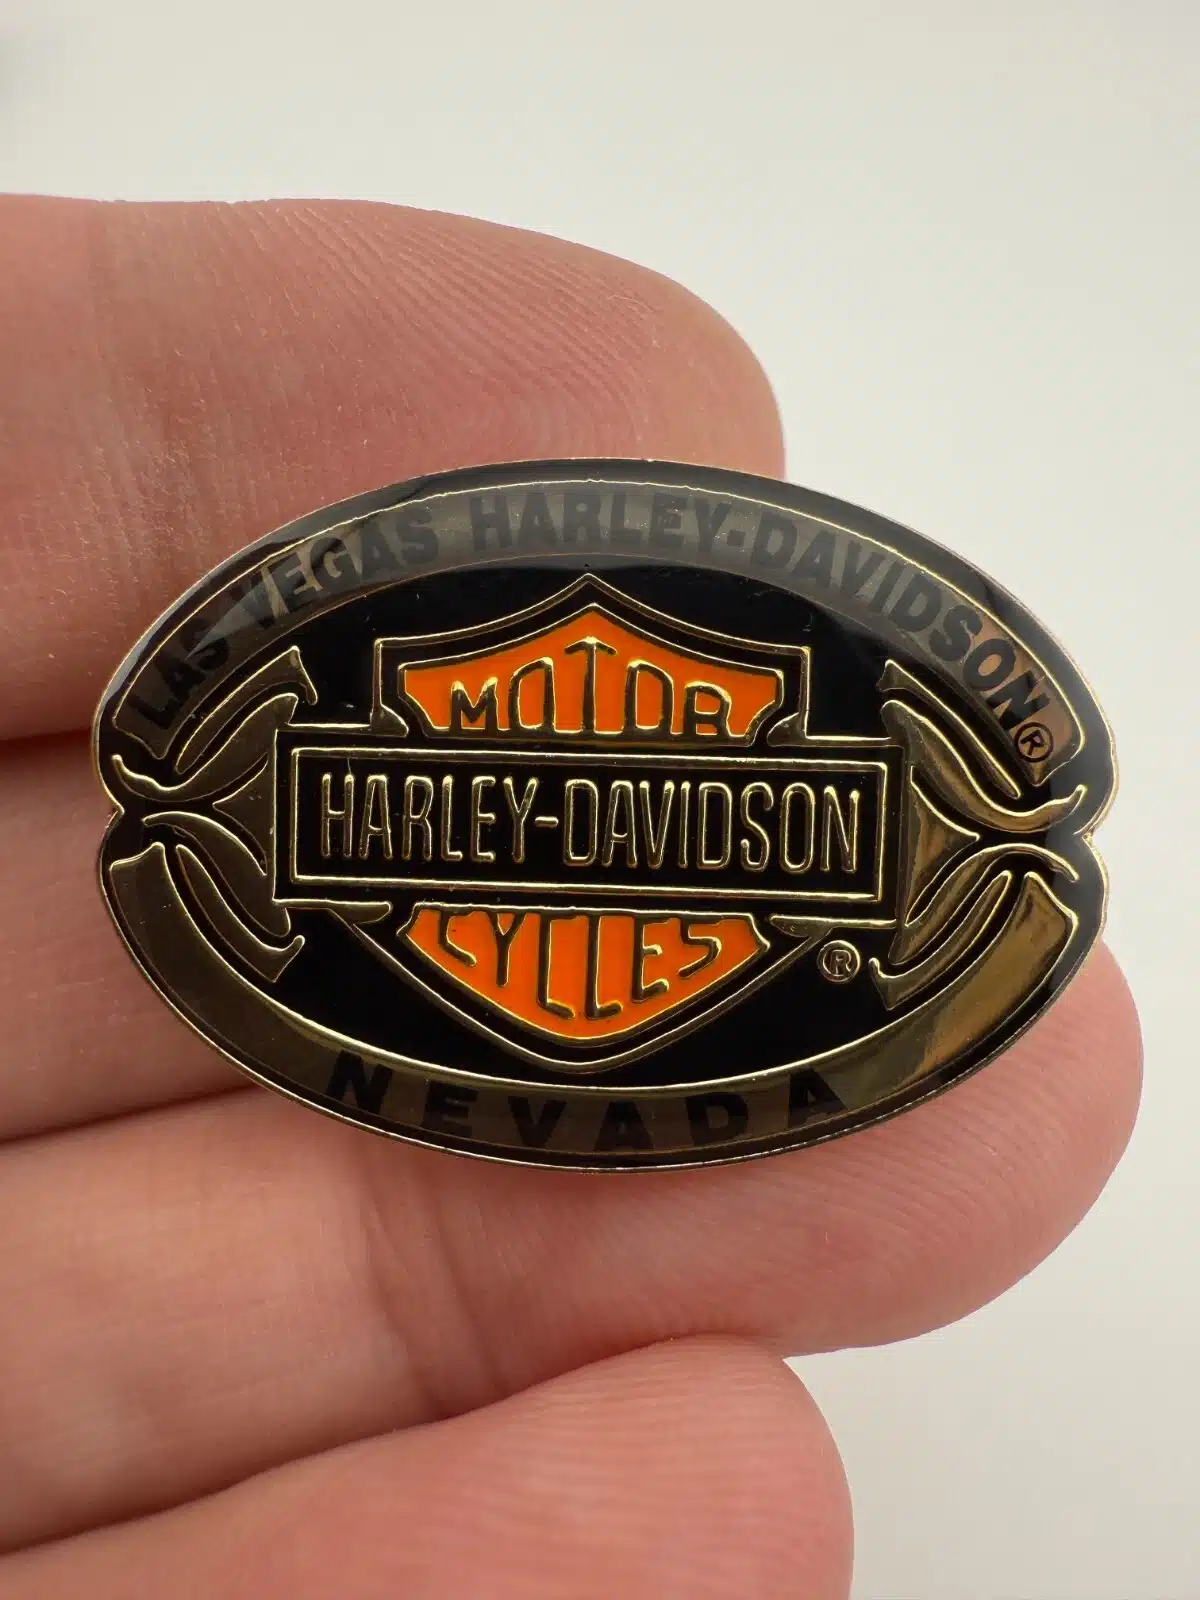 LAS VEGAS HARLEY-DAVIDSON®
MOTOR
HARLEY-DAVIDSON
CYCLES
®
NEVADA